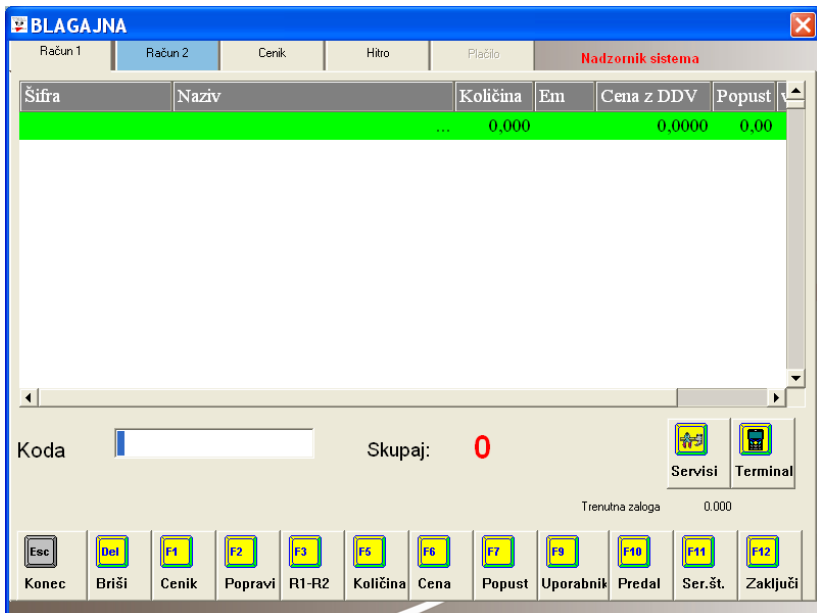 BLAGAJNA
Račun 1 Račun 2 Cenik Hitro Plačilo Nadzornik sistema
Šifra Naziv Količina Em Cena z DDV Popust
... 0,000 0,0000 0,00
Koda Skupaj: 0
Servisi Terminal
Trenutna zaloga 0.000
Esc Del F1 F2 F3 F5 F6 F7 F9 F10 F11 F12
Konec Briši Cenik Popravi R1-R2 Količina Cena Popust Uporabnik Predal Ser.št. Zaključi